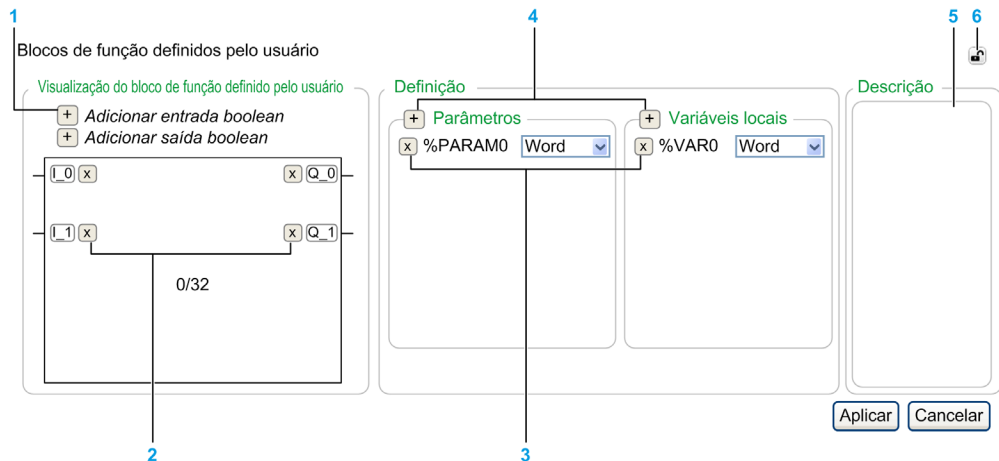 1 4 5 6
Blocos de função definidos pelo usuário
Visualização do bloco de função definido pelo usuário
Definição
Descrição
+ Adicionar entrada boolean
+ Adicionar saída boolean
+ Parâmetros
+ Variáveis locais
x %PARAM0 Word
x %VAR0 Word
I_0 x x Q_0
I_1 x x Q_1
0/32
Aplicar Cancelar
2 3